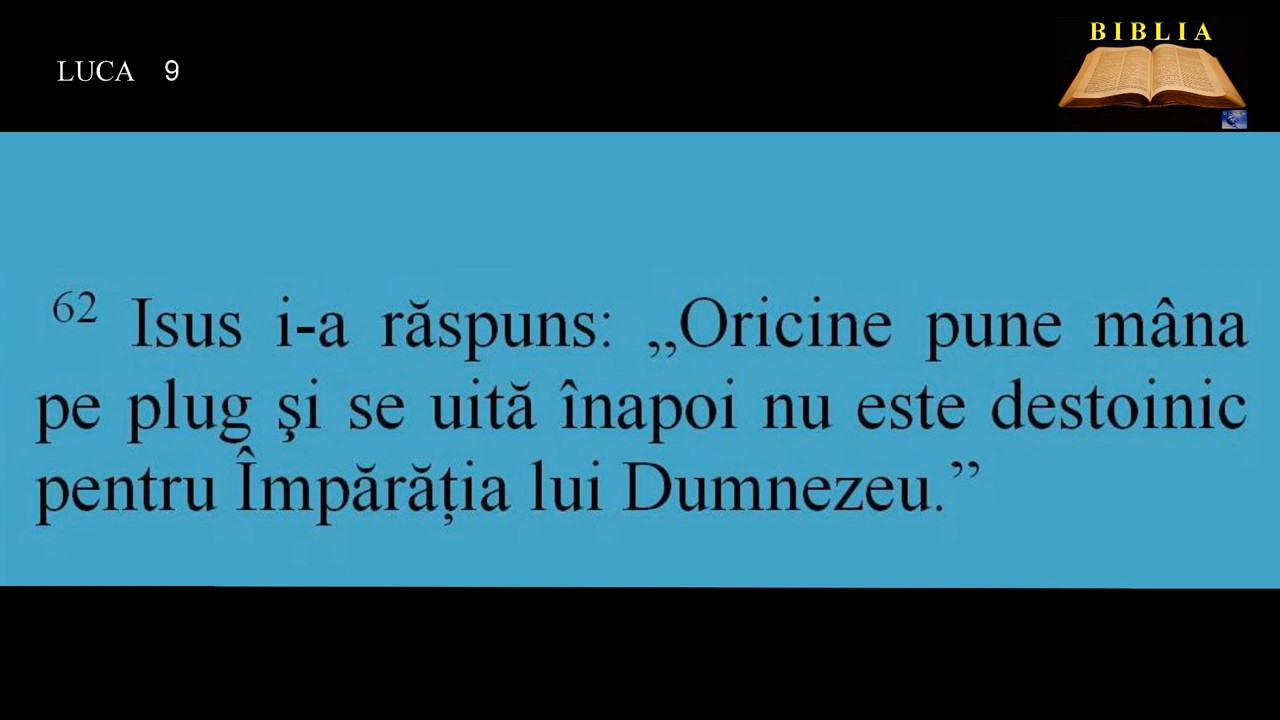 BIBLIA
LUCA 9
62 Isus i-a răspuns: „Oricine pune mâna
pe plug şi se uită înapoi nu este destoinic
pentru Împărăția lui Dumnezeu.”